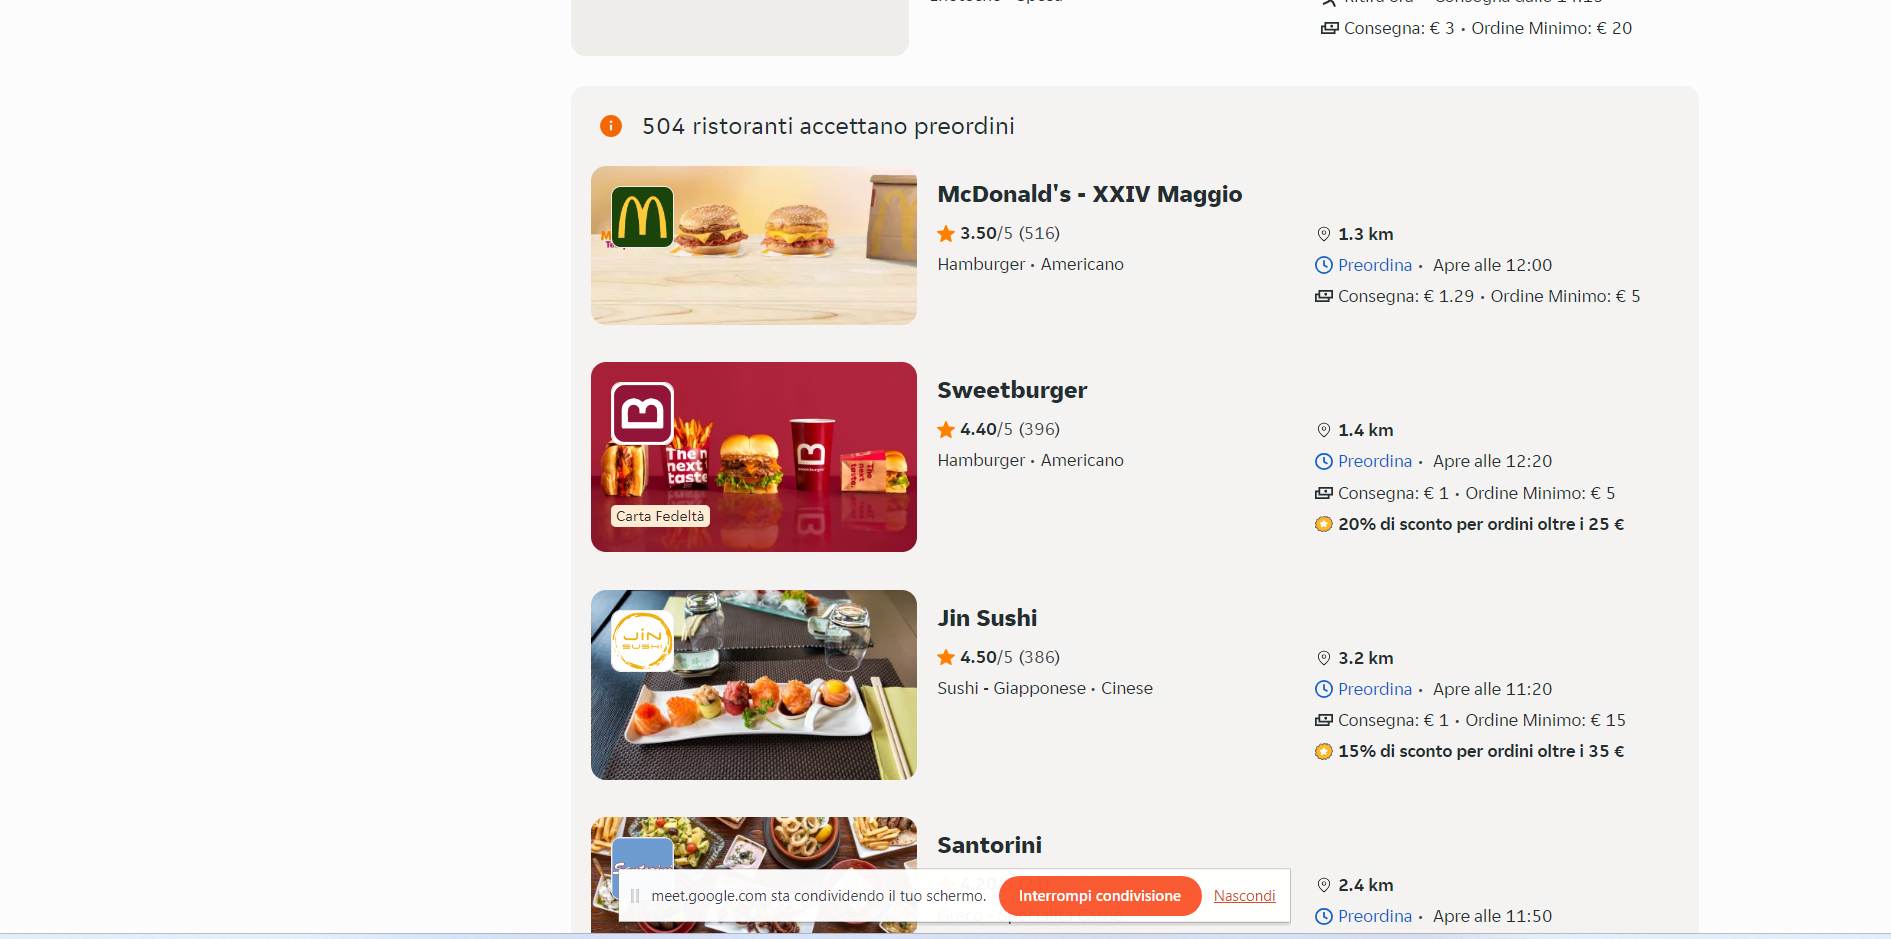 Consegna: € 3 • Ordine Minimo: € 20
504 ristoranti accettano preordini
McDonald's - XXIV Maggio
3.50/5 (516)
1.3 km
Hamburger • Americano
Preordina • Apre alle 12:00
Consegna: € 1.29 • Ordine Minimo: € 5
Sweetburger
4.40/5 (396)
1.4 km
Hamburger • Americano
Preordina • Apre alle 12:20
The
next
taste
B
Consegna: € 1 • Ordine Minimo: € 5
Carta Fedeltà
20% di sconto per ordini oltre i 25 €
JIN
SUSHI
Jin Sushi
4.50/5 (386)
3.2 km
Sushi - Giapponese • Cinese
Preordina • Apre alle 11:20
Consegna: € 1 • Ordine Minimo: € 15
15% di sconto per ordini oltre i 35 €
Santorini
2.4 km
meet.google.com sta condividendo il tuo schermo.
Interrompi condivisione
Nascondi
Preordina • Apre alle 11:50